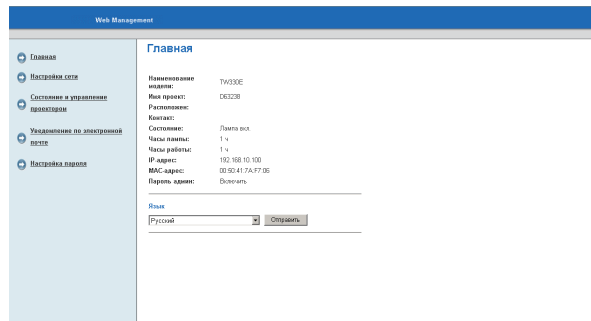 Web Management
Главная
Настройки сети
Состояние и управление
проектором
Уведомление по электронной
почте
Настройка пароля
Главная
Наименование
модели: TW330E
Имя проект: D63238
Расположен:
Контакт:
Состояние: Лампа вкл.
Часы лампы: 1 ч
Часы работы: 1 ч
IP-адрес: 192.168.10.100
MAC-адрес: 00:50:41:7A:F7:06
Пароль админ: Включить
Язык
Русский
Отправить